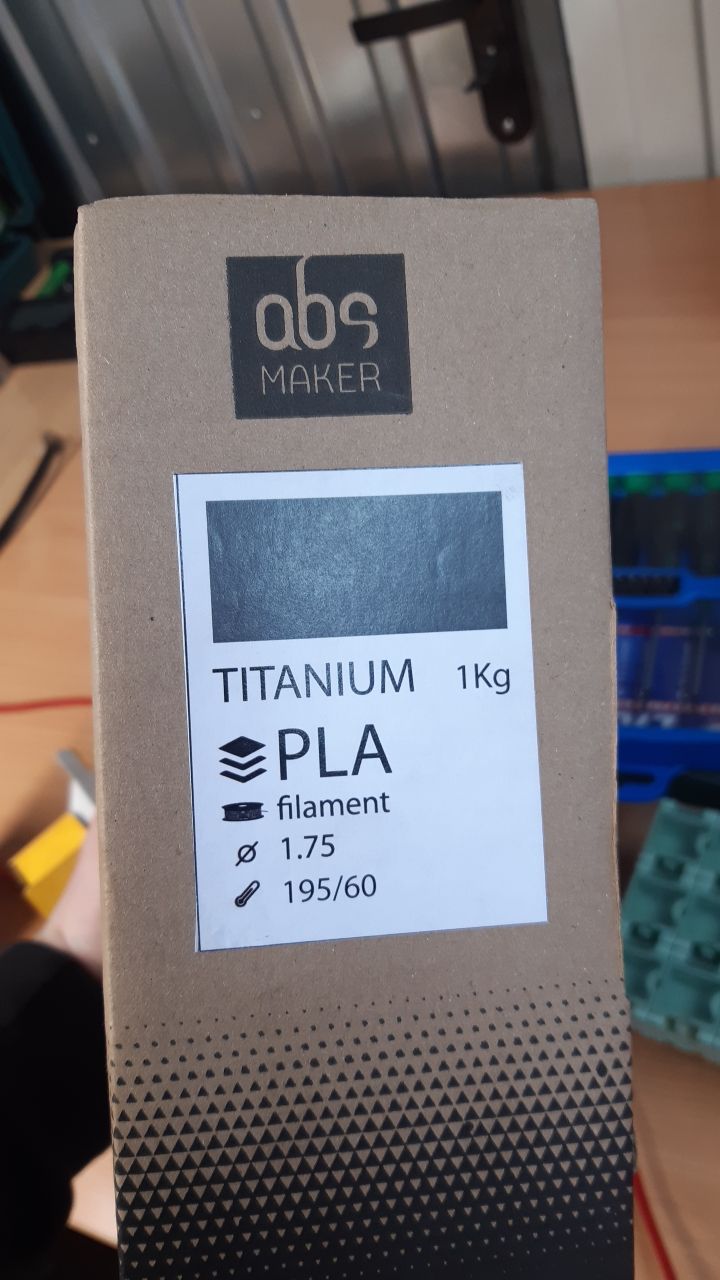 abs
MAKER
TITANIUM 1Kg
PLA
filament
1.75
195/60